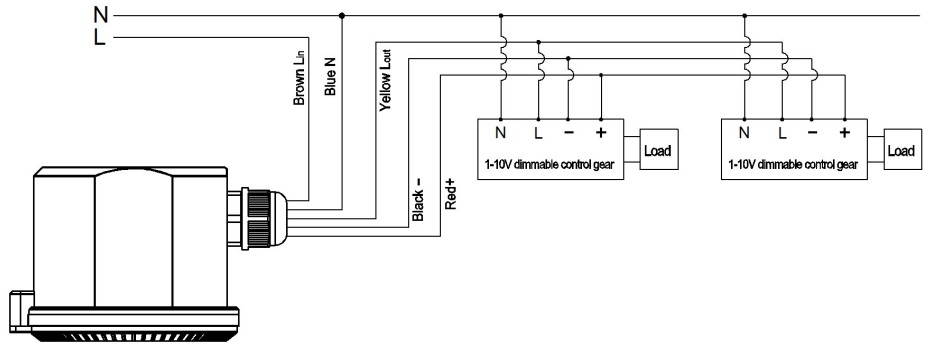 N
L
Brown Lin
Blue N
Yellow Lout
Black -
Red+
N L - +
1-10V dimmable control gear
Load
N L - +
1-10V dimmable control gear
Load